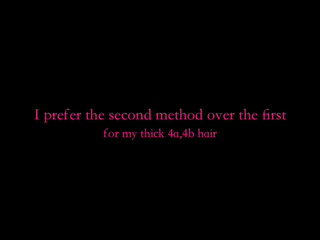 I prefer the second method over the first
for my thick 4a,4b hair